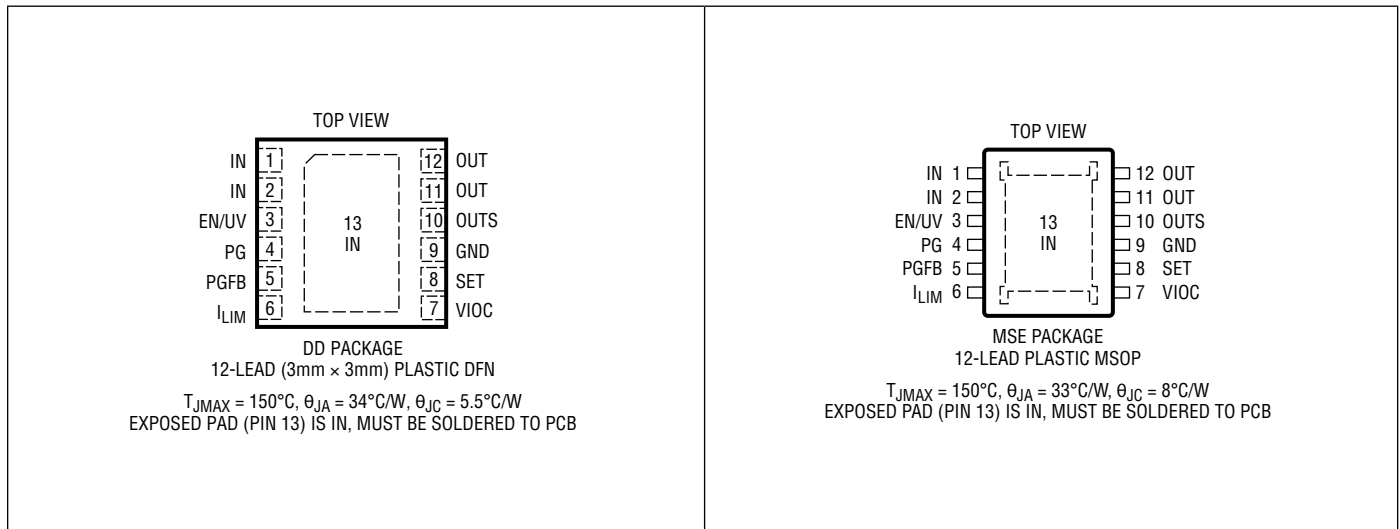 TOP VIEW
IN 1 12 OUT
IN 2 11 OUT
EN/UV 3 10 OUTS
PG 4 9 GND
PGFB 5 8 SET
ILIM 6 7 VIOC
13
IN
DD PACKAGE
12-LEAD (3mm × 3mm) PLASTIC DFN
TJMAX = 150°C, θJA = 34°C/W, θJC = 5.5°C/W
EXPOSED PAD (PIN 13) IS IN, MUST BE SOLDERED TO PCB
TOP VIEW
IN 1 12 OUT
IN 2 11 OUT
EN/UV 3 10 OUTS
PG 4 9 GND
PGFB 5 8 SET
ILIM 6 7 VIOC
13
IN
MSE PACKAGE
12-LEAD PLASTIC MSOP
TJMAX = 150°C, θJA = 33°C/W, θJC = 8°C/W
EXPOSED PAD (PIN 13) IS IN, MUST BE SOLDERED TO PCB